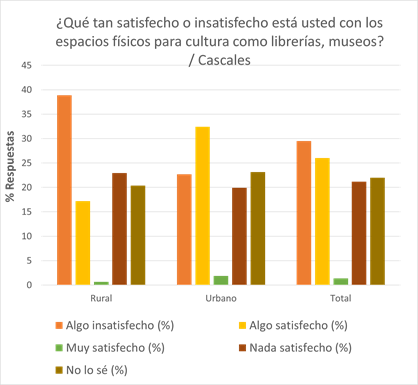 ¿Qué tan satisfecho o insatisfecho está usted con los
espacios físicos para cultura como librerías, museos?
/ Cascales
% Respuestas
45
40
35
30
25
20
15
10
5
0
Rural
Urbano
Total
Algo insatisfecho (%)
Algo satisfecho (%)
Muy satisfecho (%)
Nada satisfecho (%)
No lo sé (%)